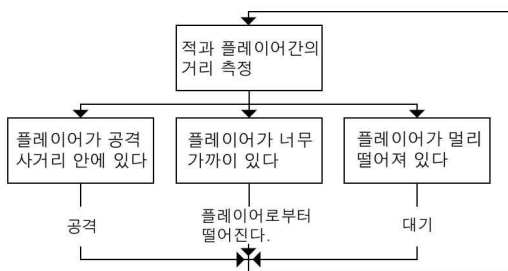 적과 플레이어간의
거리 측정
플레이어가 공격
사거리 안에 있다
플레이어가 너무
가까이 있다
플레이어가 멀리
떨어져 있다
공격
플레이어로부터
떨어진다.
대기